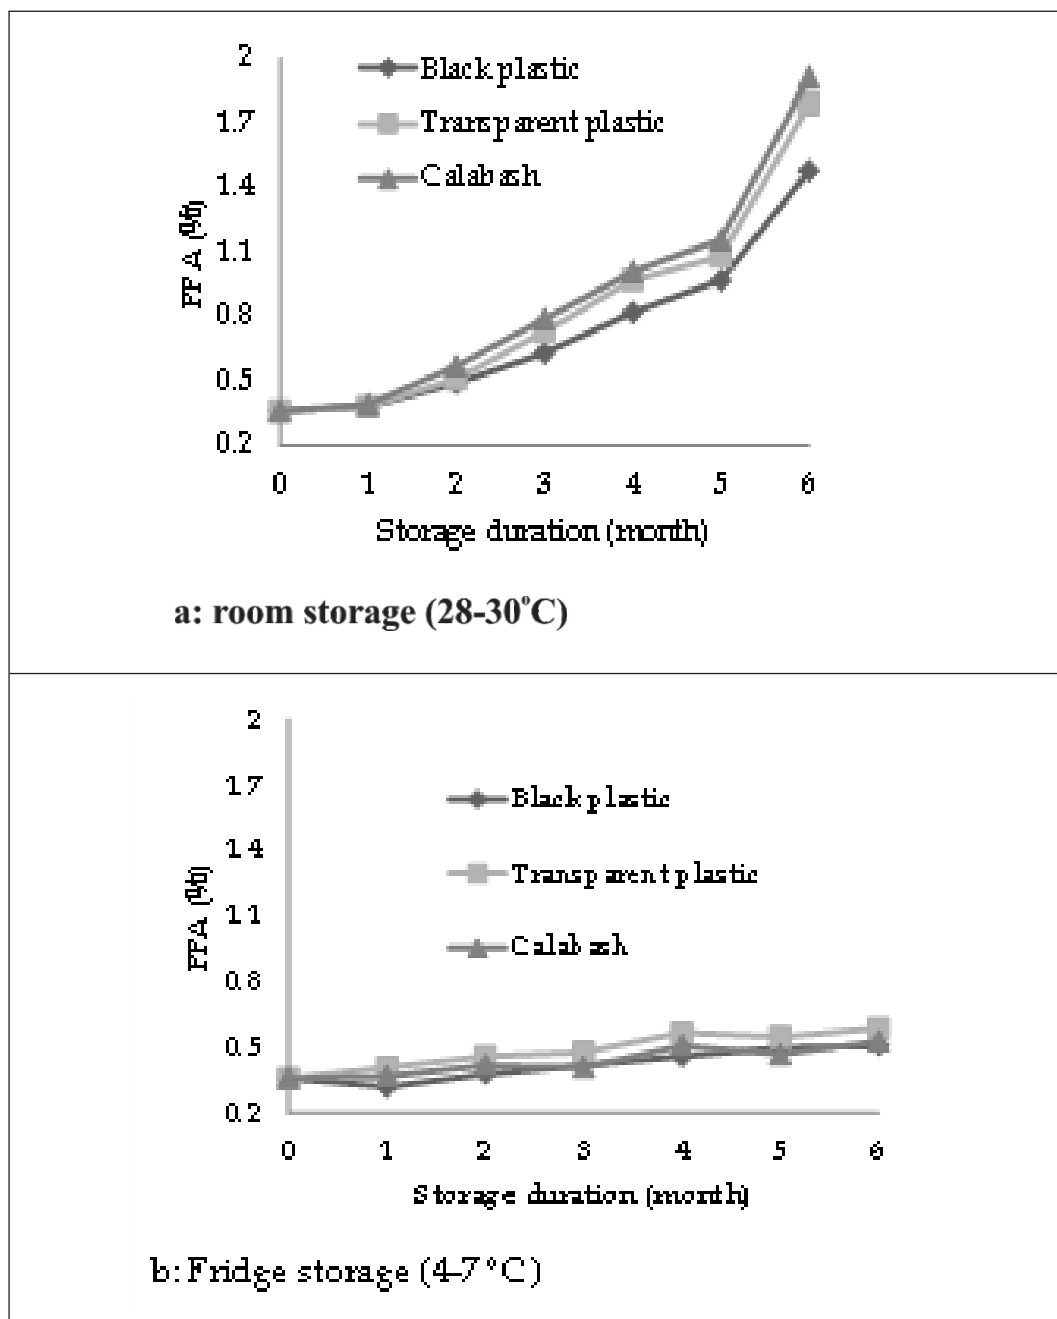 2
1.7
1.4
1.1
0.8
0.5
0.2
FFA (%)
Black plastic
Transparent plastic
Calabash
0 1 2 3 4 5 6
Storage duration (month)
a: room storage (28-30°C)
2
1.7
1.4
1.1
0.8
0.5
0.2
FFA (%)
Black plastic
Transparent plastic
Calabash
0 1 2 3 4 5 6
Storage duration (month)
b: Fridge storage (4-7 °C)